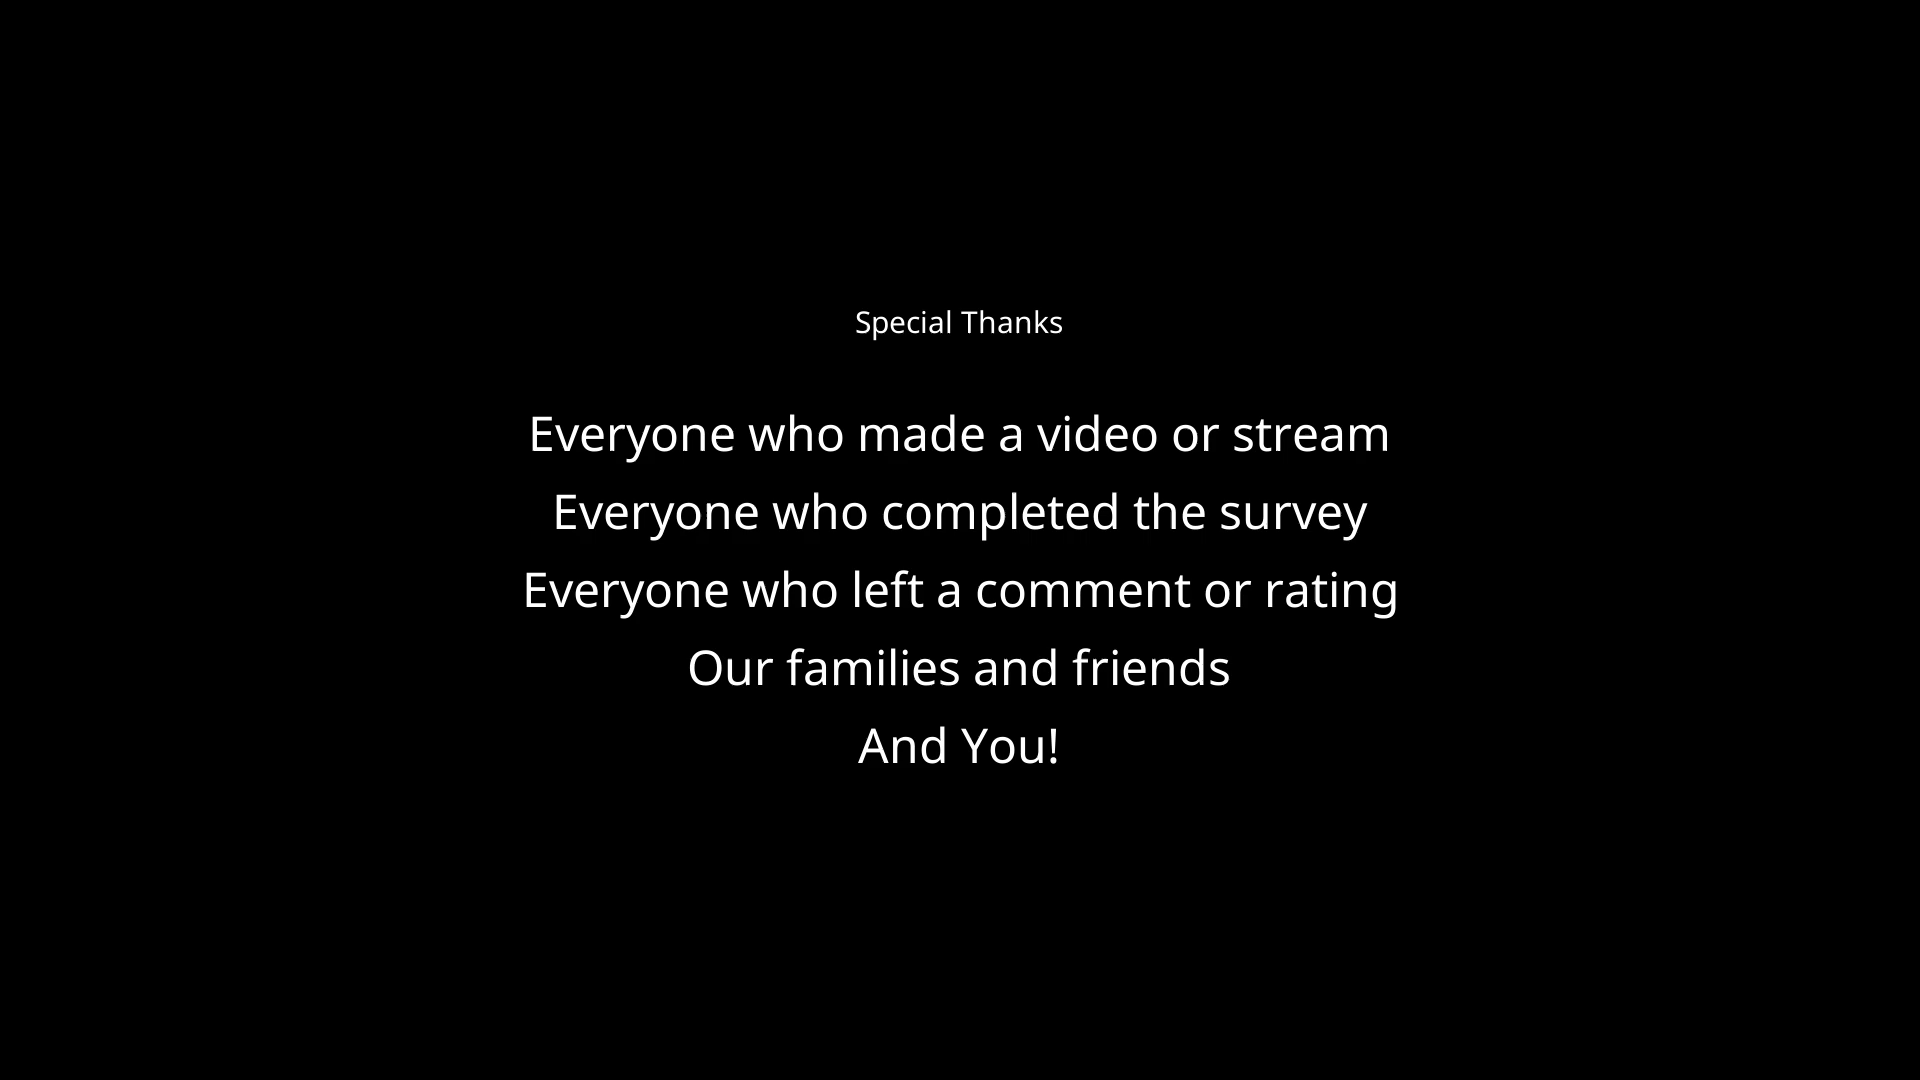 Special Thanks
Everyone who made a video or stream
Everyone who completed the survey
Everyone who left a comment or rating
Our families and friends
And You!